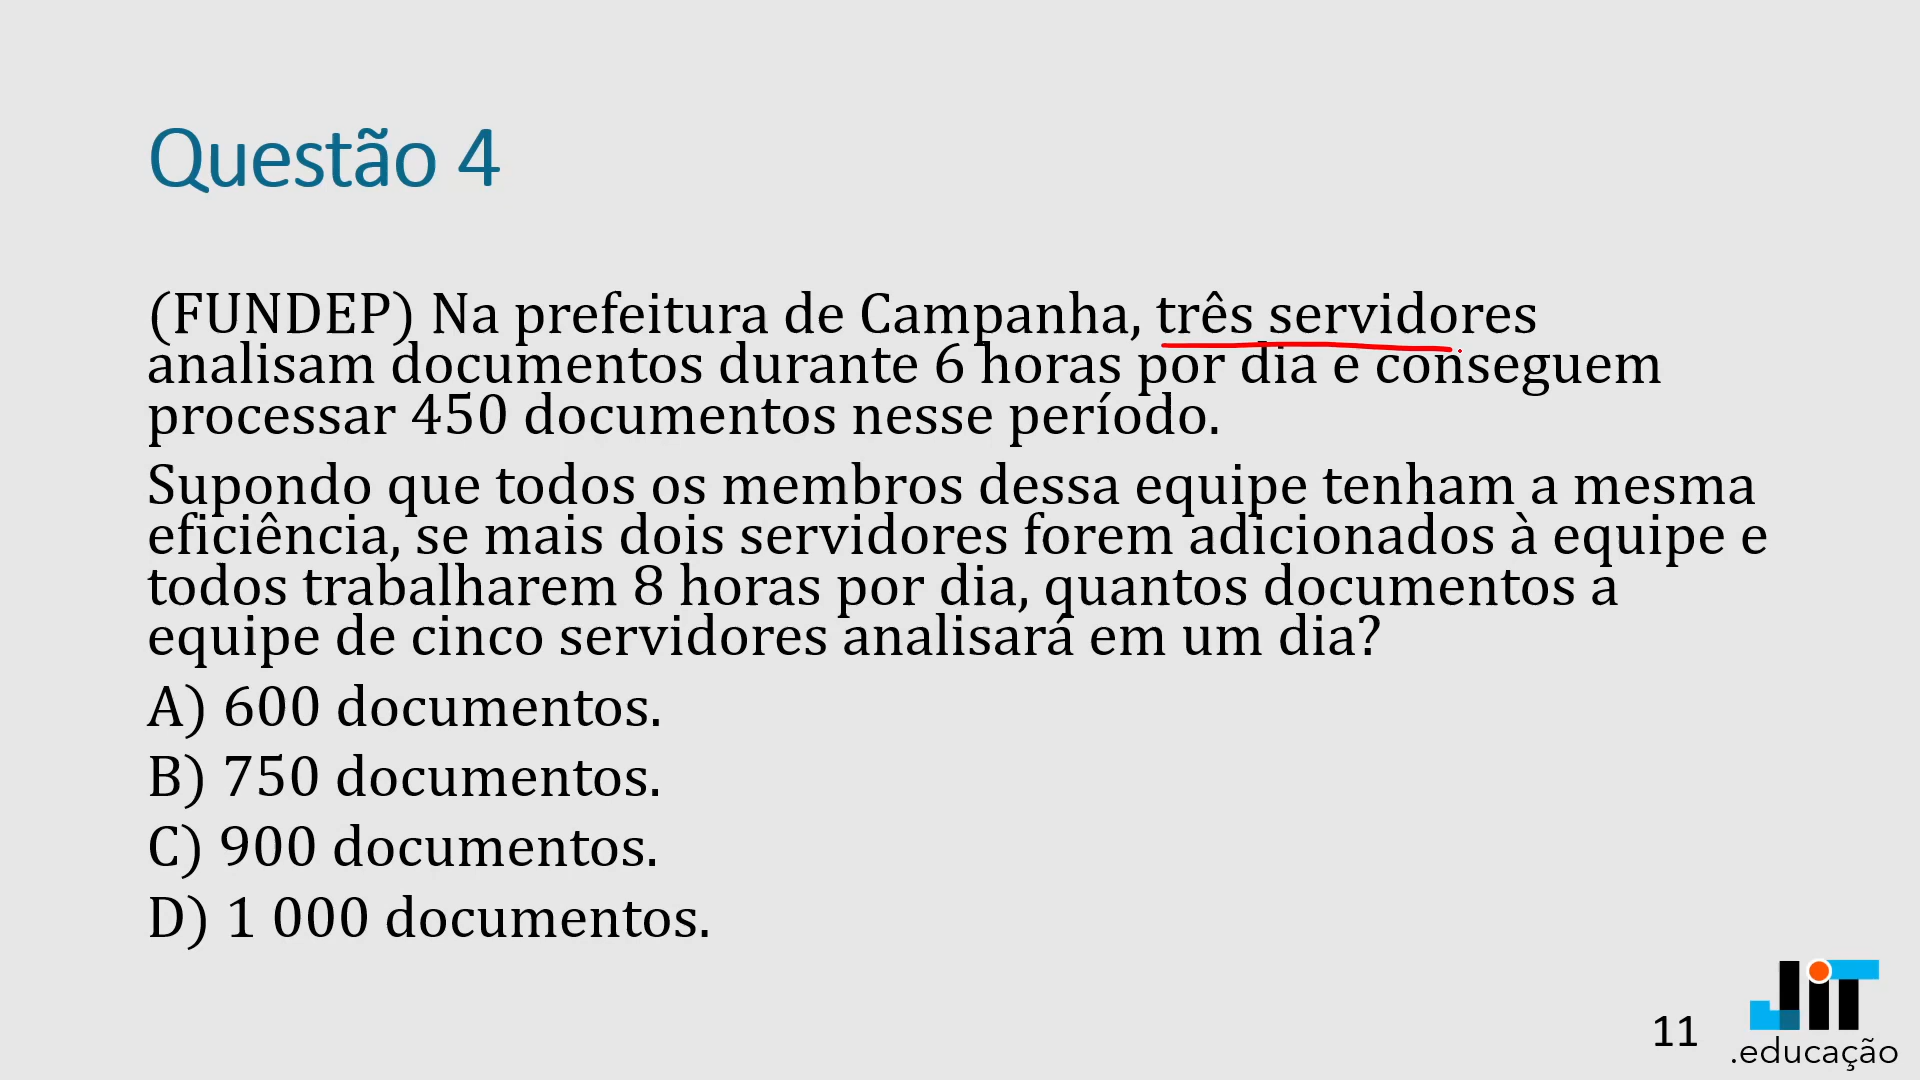 Questão 4
(FUNDEP) Na prefeitura de Campanha, três servidores
analisam documentos durante 6 horas por dia e conseguem
processar 450 documentos nesse período.
Supondo que todos os membros dessa equipe tenham a mesma
eficiência, se mais dois servidores forem adicionados à equipe e
todos trabalharem 8 horas por dia, quantos documentos a
equipe de cinco servidores analisará em um dia?
A) 600 documentos.
B) 750 documentos.
C) 900 documentos.
D) 1 000 documentos.
11
JiT
.educação